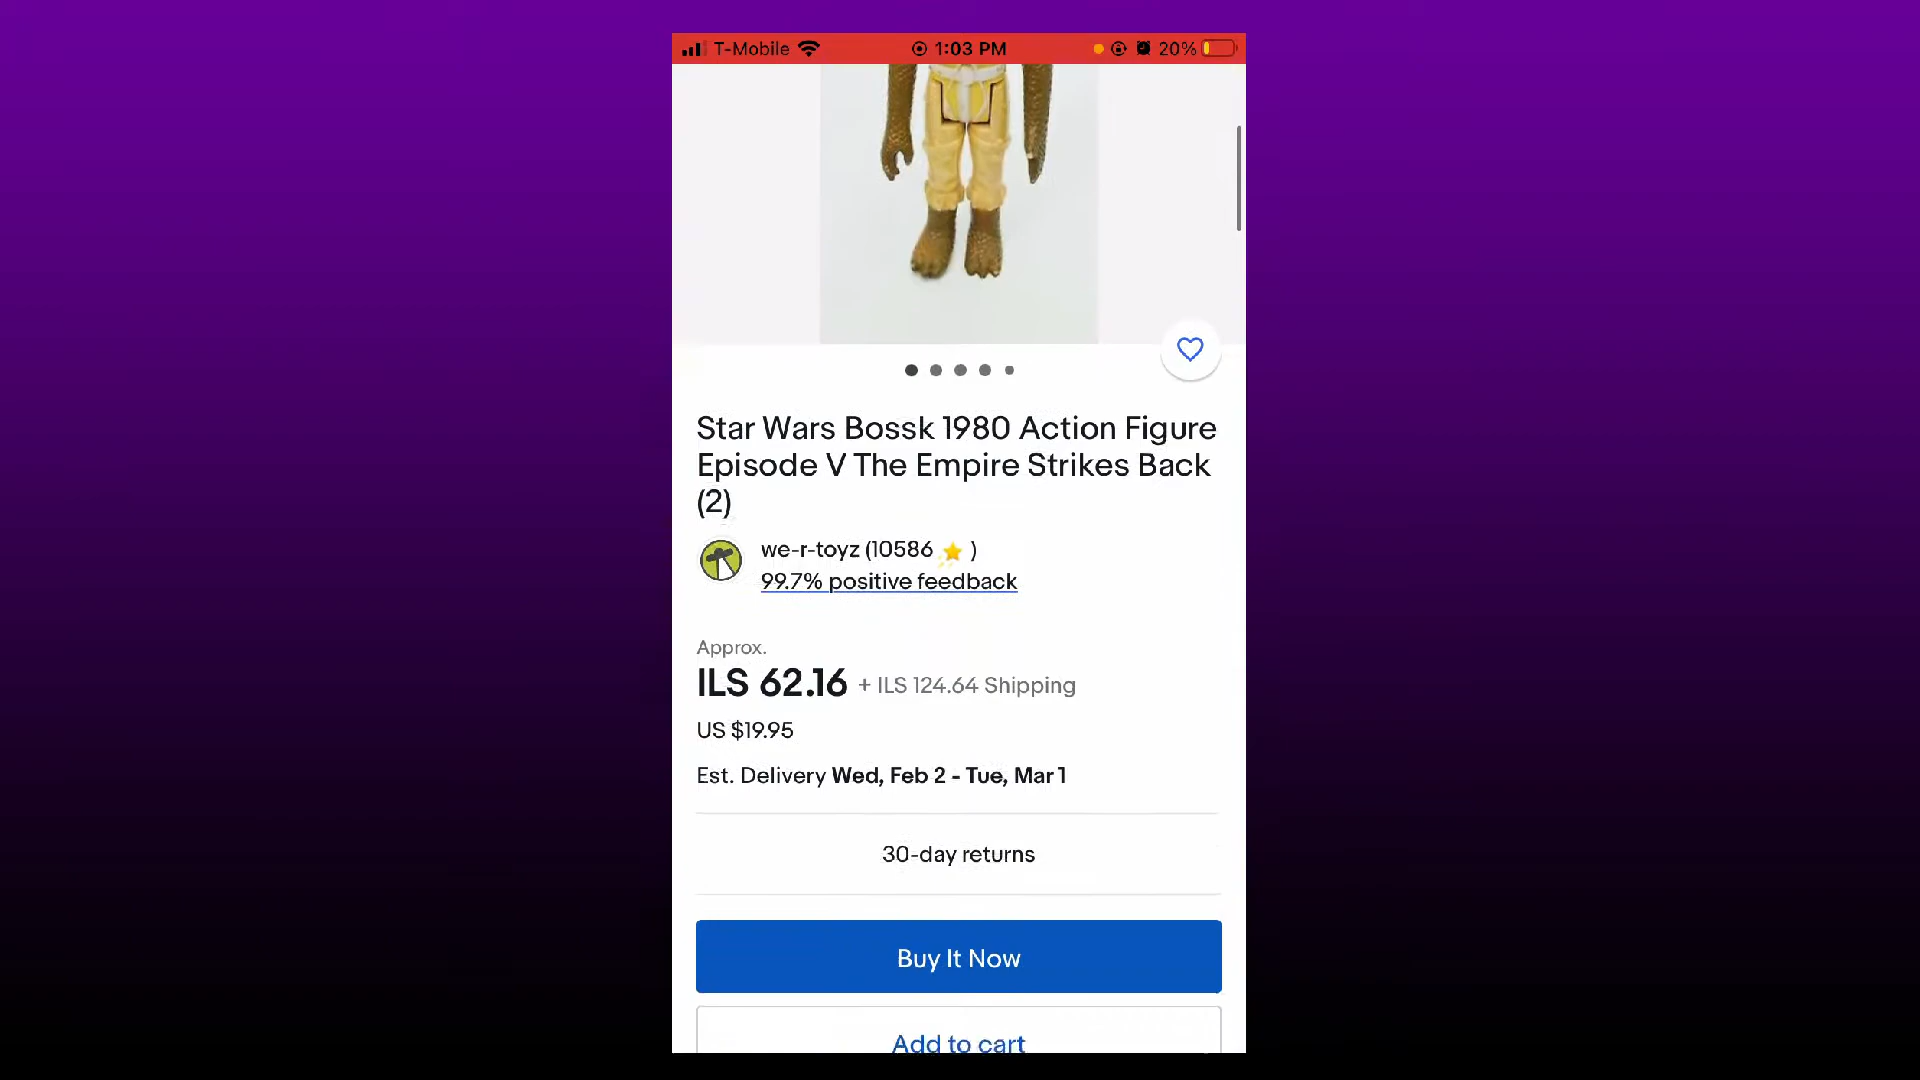 T-Mobile 1:03 PM 20%
Star Wars Bossk 1980 Action Figure
Episode V The Empire Strikes Back
(2)
we-r-toyz (10586 )
99.7% positive feedback
Approx.
ILS 62.16 + ILS 124.64 Shipping
US $19.95
Est. Delivery Wed, Feb 2 - Tue, Mar 1
30-day returns
Buy It Now
Add to cart